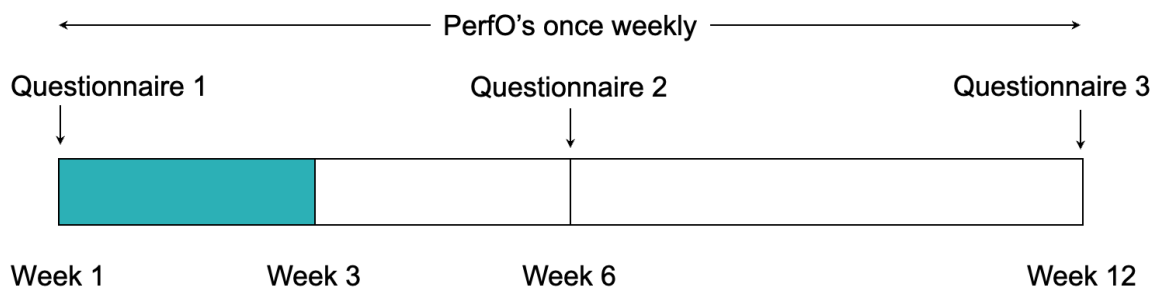 PerfO's once weekly
Questionnaire 1 Questionnaire 2 Questionnaire 3
Week 1 Week 3 Week 6 Week 12